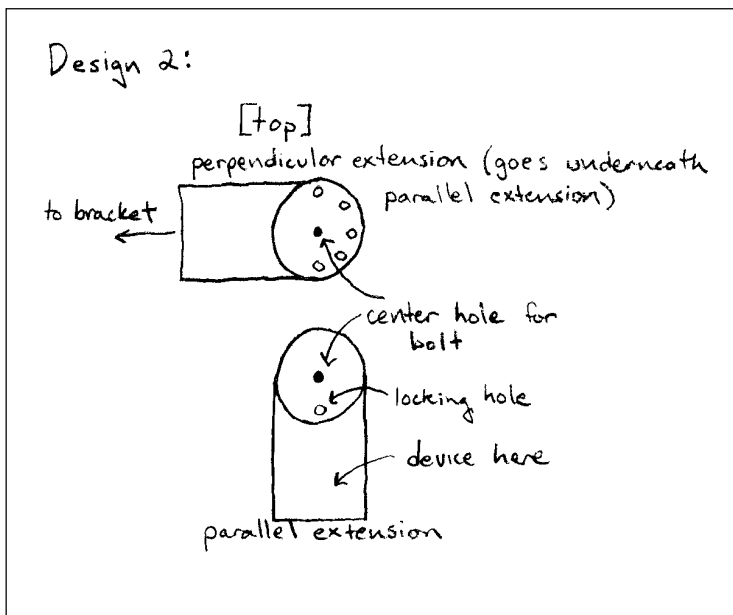 Design 2:
[top]
perpendicular extension (goes underneath
parallel extension)
to bracket
center hole for
bolt
locking hole
device here
parallel extension